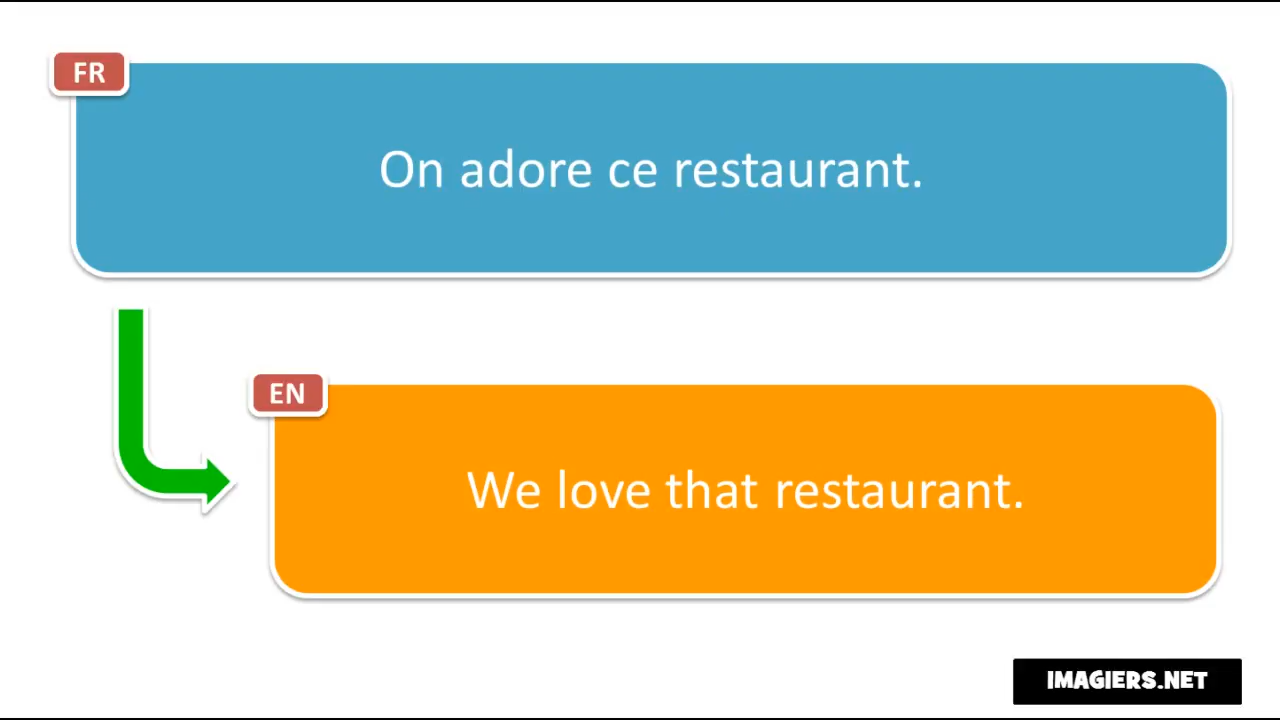 FR
On adore ce restaurant.
EN
We love that restaurant.
IMAGIERS.NET